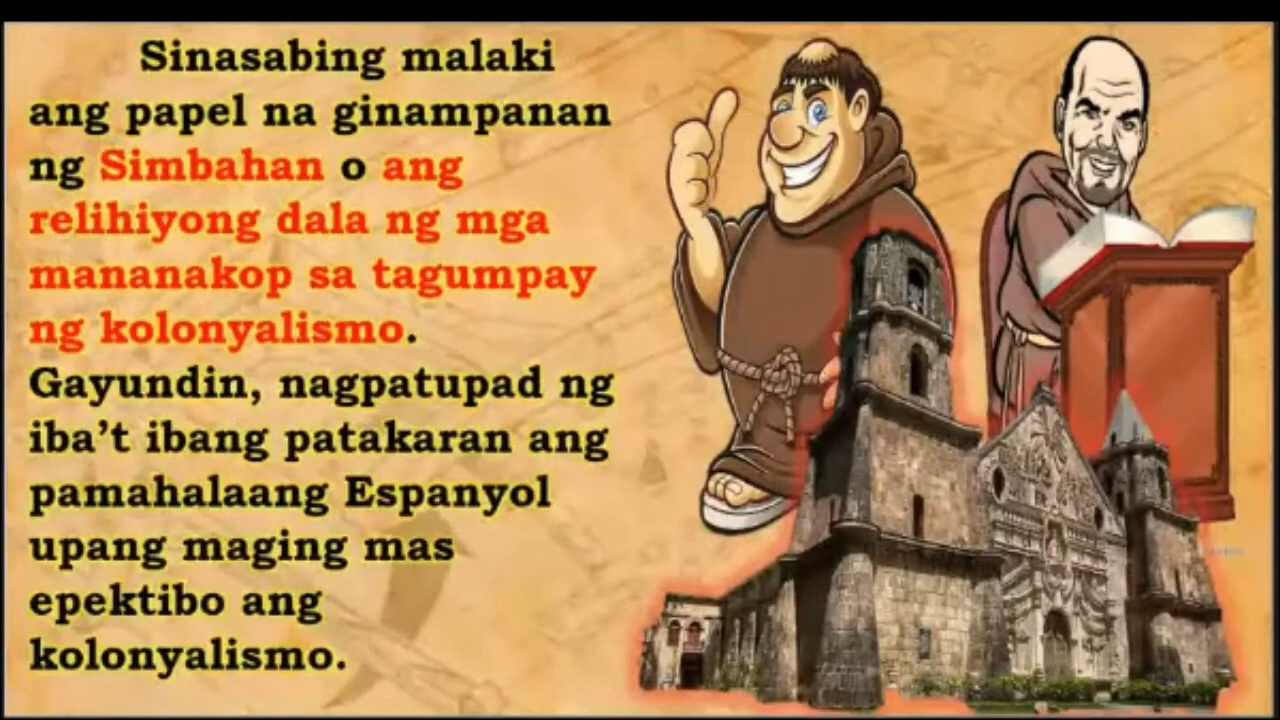 Sinasabing malaki
ang papel na ginampanan
ng Simbahan o ang
relihiyong dala ng mga
mananakop sa tagumpay
ng kolonyalismo.
Gayundin, nagpatupad ng
iba't ibang patakaran ang
pamahalaang Espanyol
upang maging mas
epektibo ang
kolonyalismo.